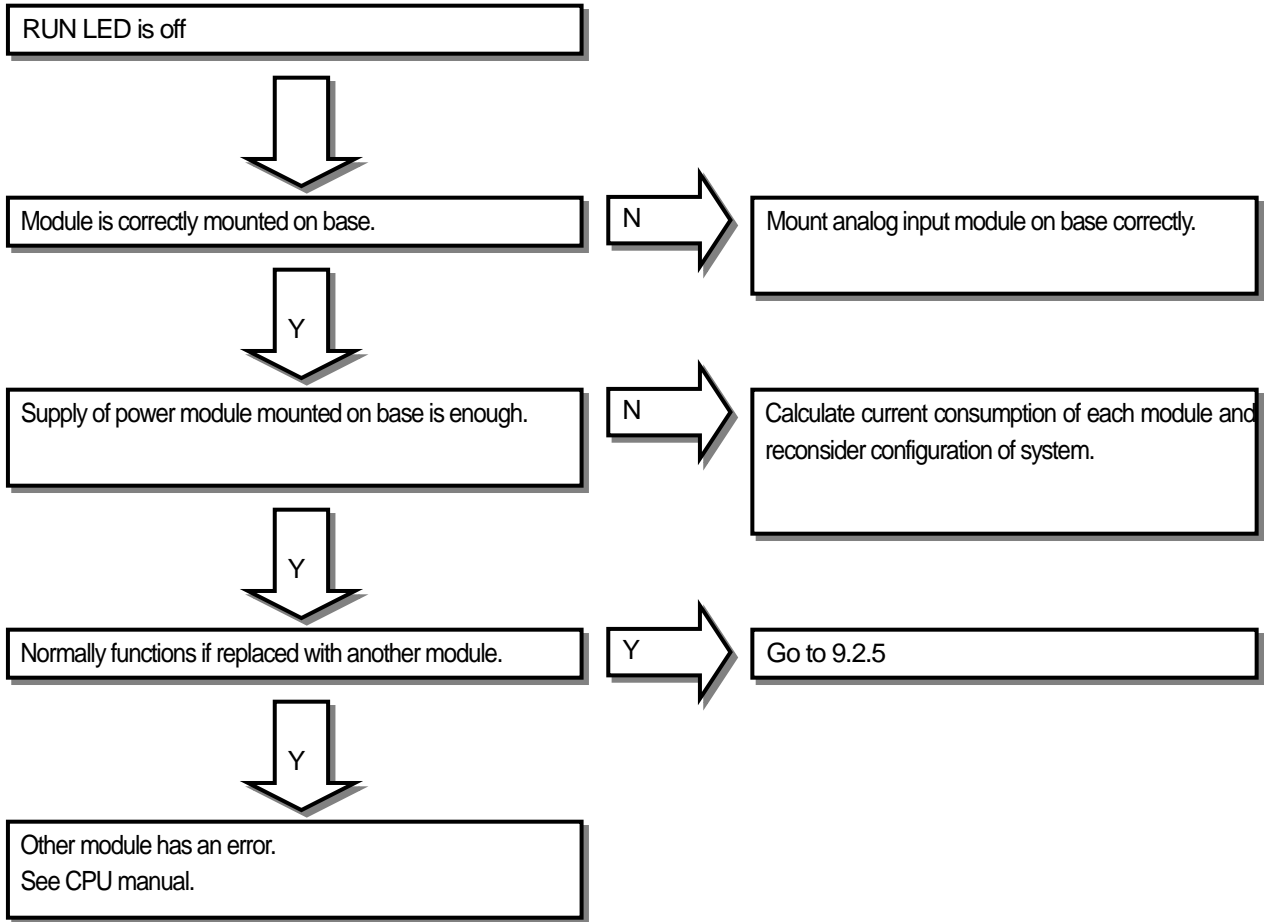 RUN LED is off
Module is correctly mounted on base.
N
Mount analog input module on base correctly.
Y
Supply of power module mounted on base is enough.
N
Calculate current consumption of each module and
reconsider configuration of system.
Y
Normally functions if replaced with another module.
Y
Go to 9.2.5
Y
Other module has an error.
See CPU manual.